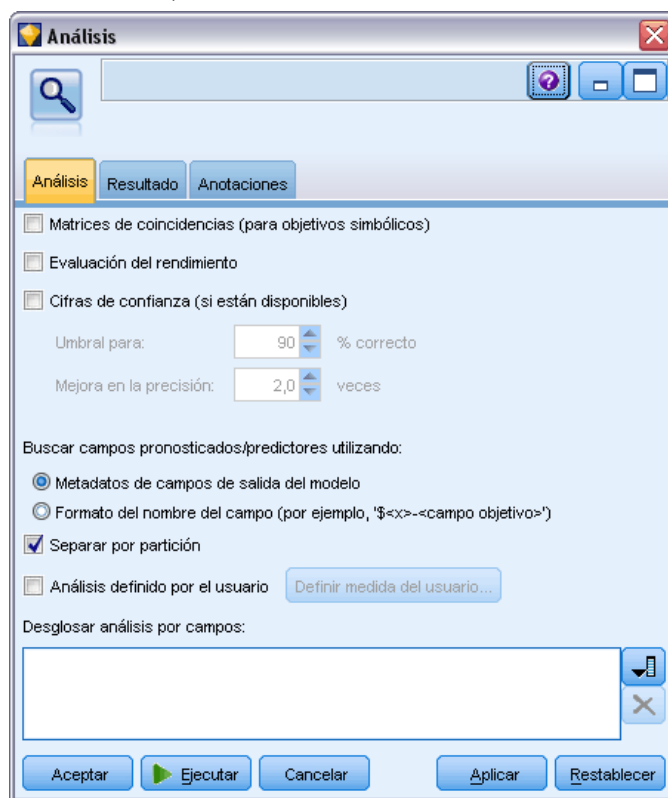 Análisis
Análisis Resultado Anotaciones
Matrices de coincidencias (para objetivos simbólicos)
Evaluación del rendimiento
Cifras de confianza (si están disponibles)
Umbral para: 90 % correcto
Mejora en la precisión: 2,0 veces
Buscar campos pronosticados/predictores utilizando:
Metadatos de campos de salida del modelo
Formato del nombre del campo (por ejemplo, '$<x>-<campo objetivo>')
Separar por partición
Análisis definido por el usuario Definir medida del usuario...
Desglosar análisis por campos:
Aceptar Ejecutar Cancelar Aplicar Restablecer